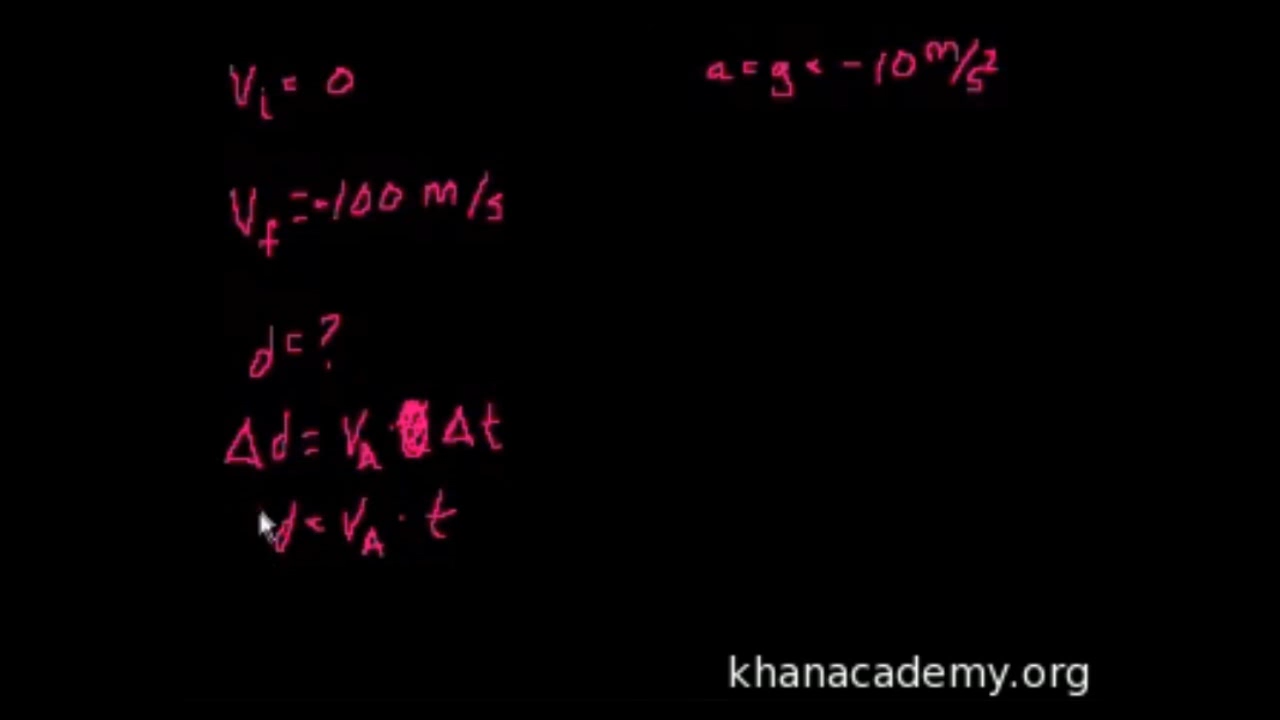 Vi = 0
a = g = -10 m/s²
Vf = -100 m/s
d = ?
Δd = VA · Δt
d = VA · t
khanacademy.org